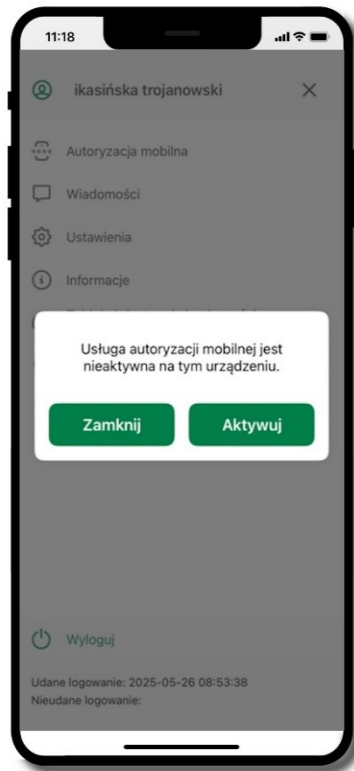 11:18
ikasińska trojanowski
Autoryzacja mobilna
Wiadomości
Ustawienia
Informacje
Usługa autoryzacji mobilnej jest
nieaktywna na tym urządzeniu.
Zamknij Aktywuj
Wyloguj
Udane logowanie: 2025-05-26 08:53:38
Nieudane logowanie: